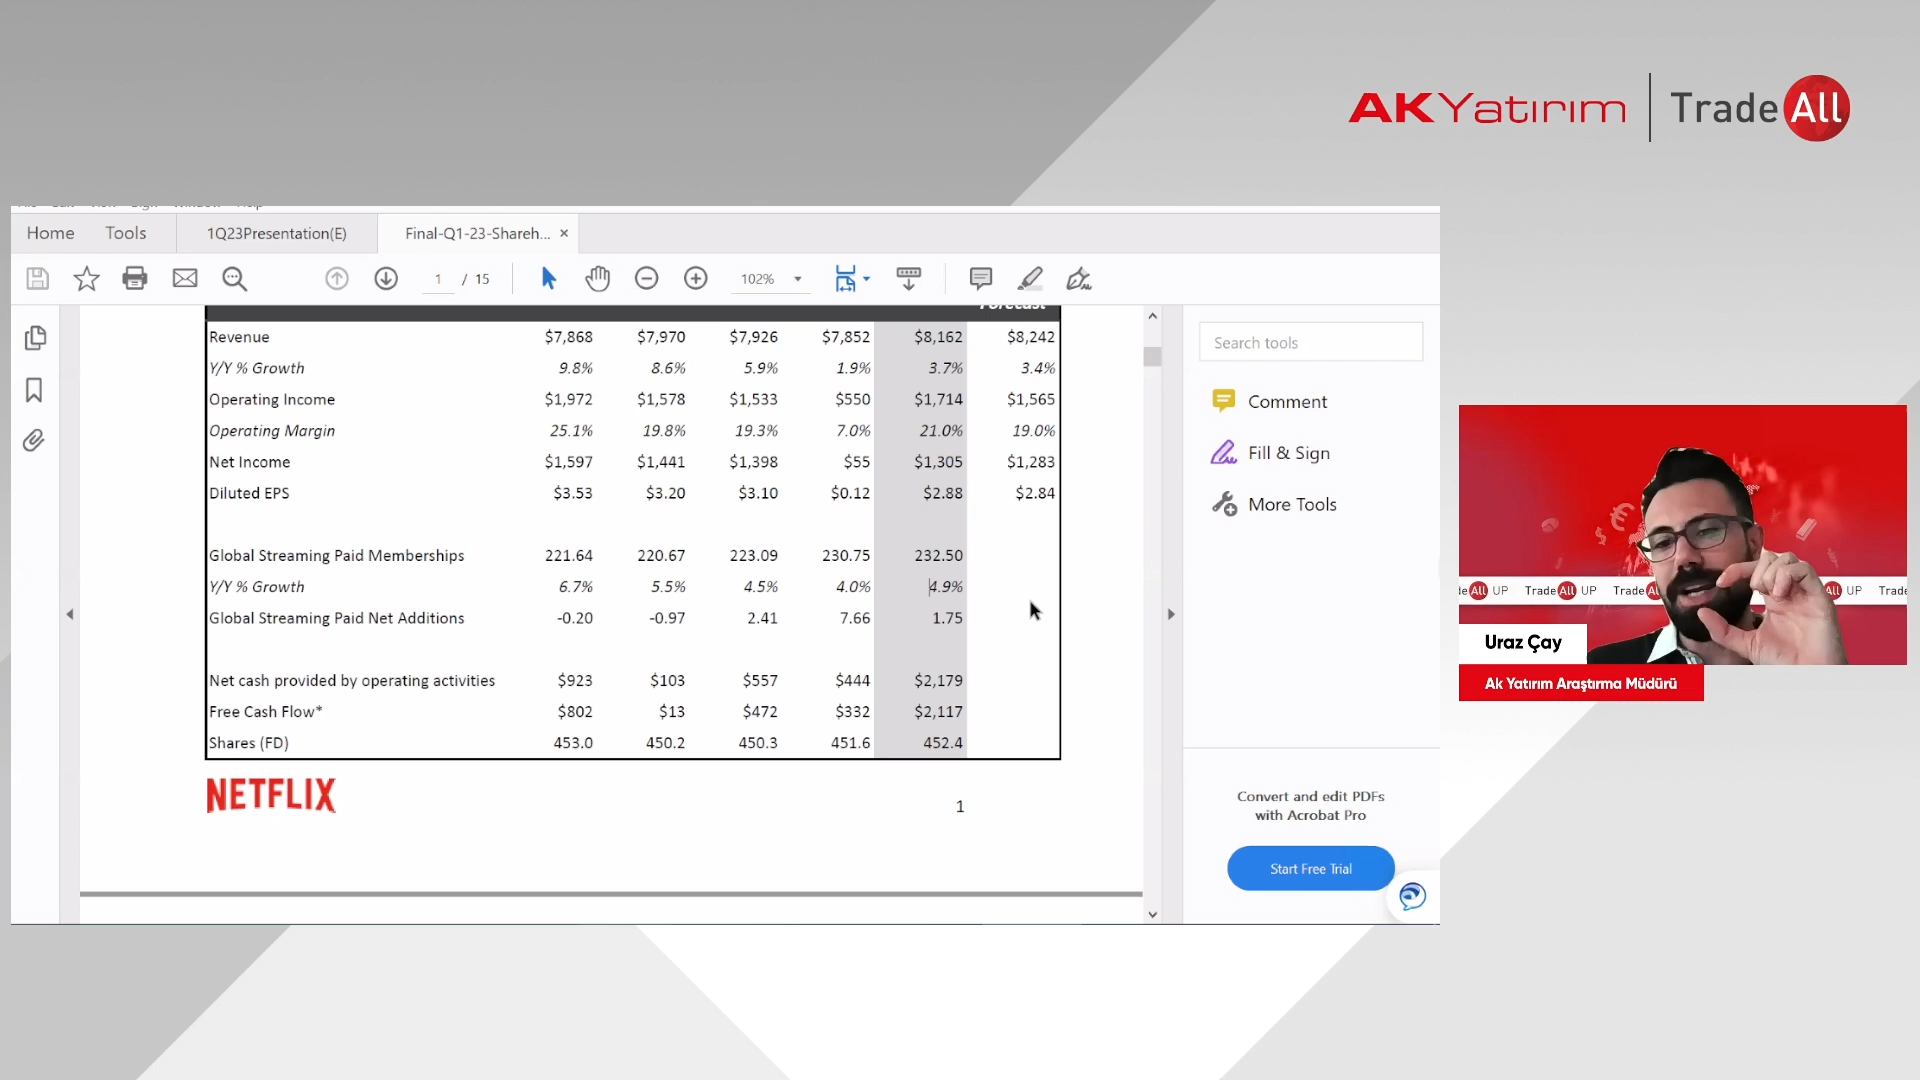 AKYatırım | TradeAll
Home Tools 1Q23Presentation(E) Final-Q1-23-Shareh... ×
1 / 15 102%
Forecast
Revenue $7,868 $7,970 $7,926 $7,852 $8,162 $8,242
Y/Y % Growth 9.8% 8.6% 5.9% 1.9% 3.7% 3.4%
Operating Income $1,972 $1,578 $1,533 $550 $1,714 $1,565
Operating Margin 25.1% 19.8% 19.3% 7.0% 21.0% 19.0%
Net Income $1,597 $1,441 $1,398 $55 $1,305 $1,283
Diluted EPS $3.53 $3.20 $3.10 $0.12 $2.88 $2.84
Global Streaming Paid Memberships 221.64 220.67 223.09 230.75 232.50
Y/Y % Growth 6.7% 5.5% 4.5% 4.0% 4.9%
Global Streaming Paid Net Additions -0.20 -0.97 2.41 7.66 1.75
Net cash provided by operating activities $923 $103 $557 $444 $2,179
Free Cash Flow* $802 $13 $472 $332 $2,117
Shares (FD) 453.0 450.2 450.3 451.6 452.4
NETFLIX
1
Search tools
Comment
Fill & Sign
More Tools
Convert and edit PDFs
with Acrobat Pro
Start Free Trial
All UP TradeAll UP All UP
Uraz Çay
Ak Yatırım Araştırma Müdürü